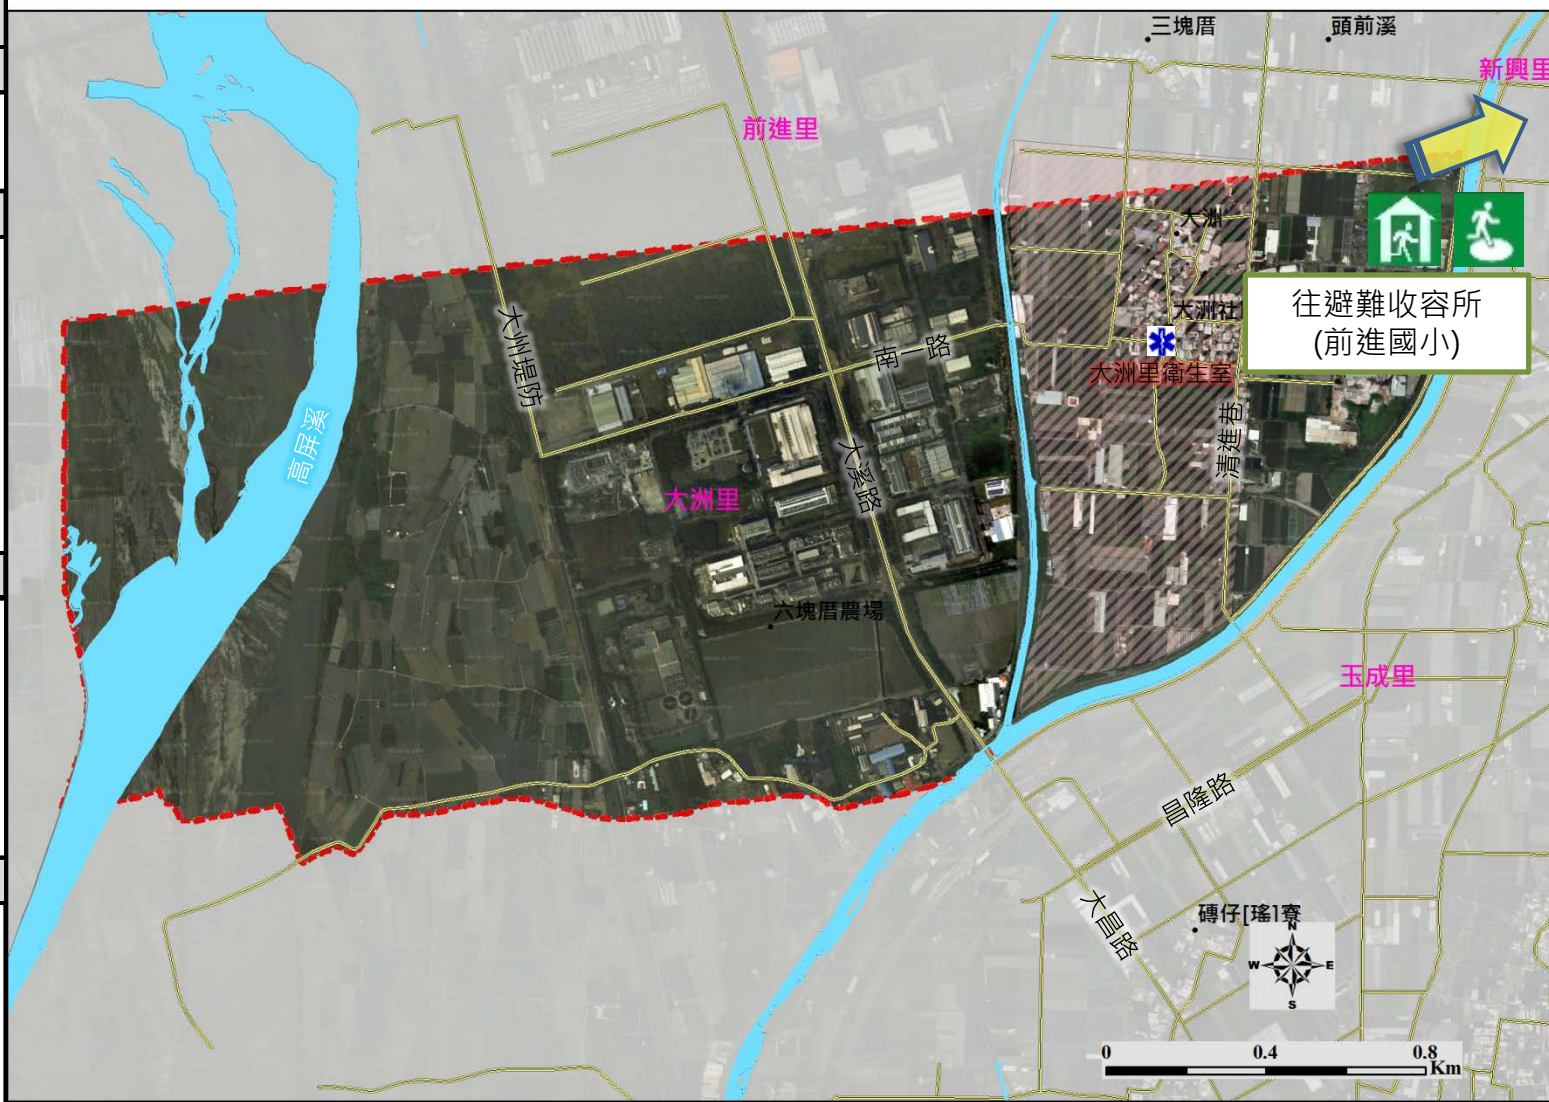 三塊厝
頭前溪
新興里
前進里
大洲
往避難收容所
(前進國小)
大洲社
大州堤防
南一路
大洲里衛生室
清進巷
高屏溪
大溪路
大洲里
六塊厝農場
玉成里
昌隆路
大昌路
磚仔[瑤]寮
N
W
E
S
0
0.4
0.8
Km